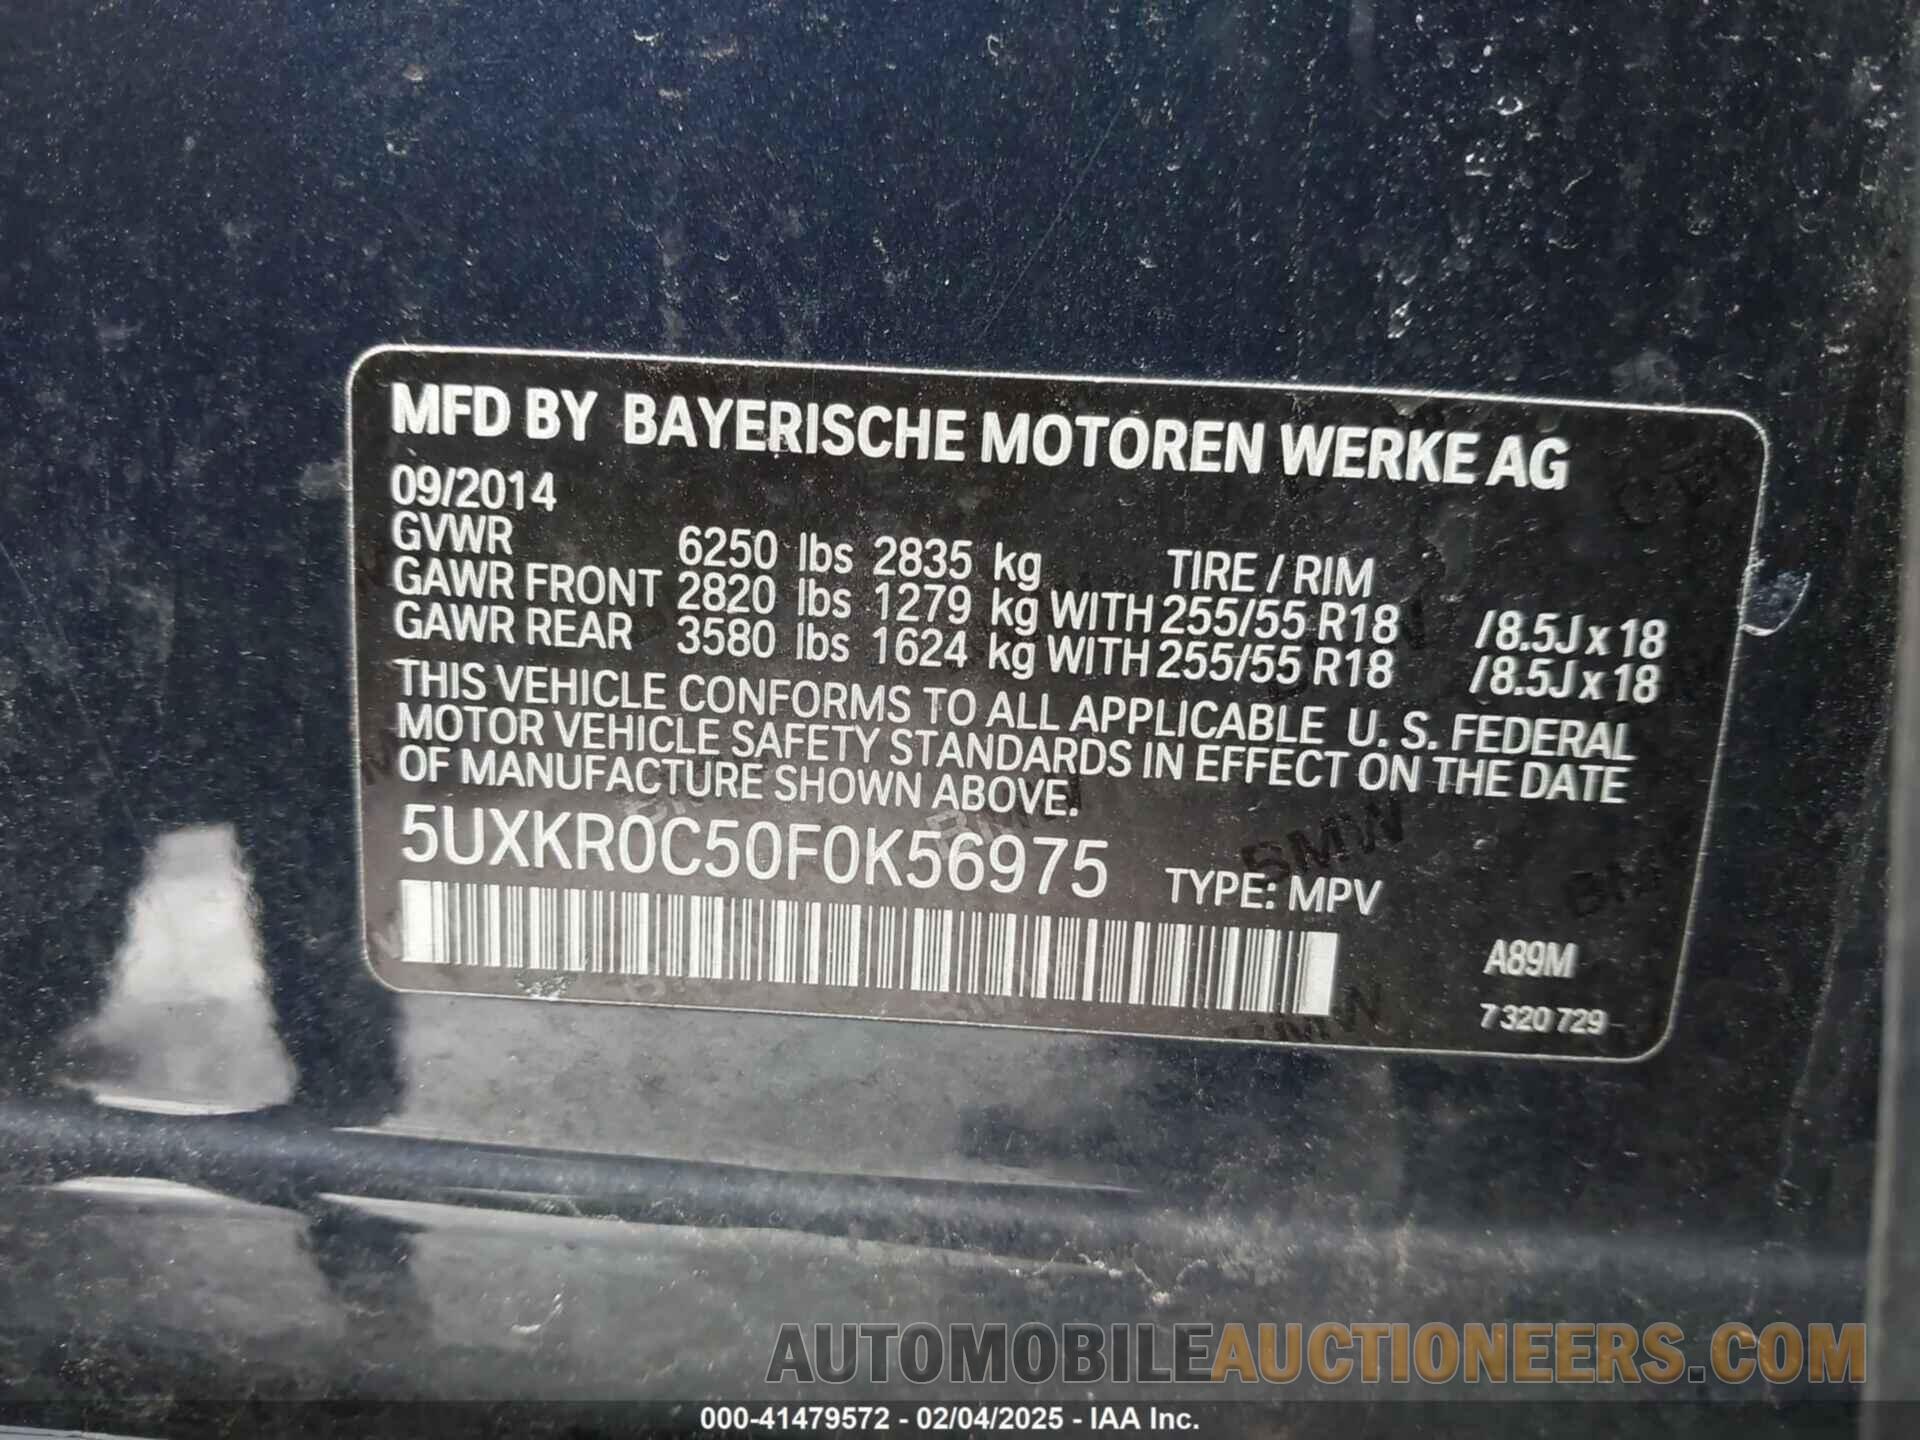 MFD BY BAYERISCHE MOTOREN WERKE AG
09/2014
GVWR 6250 lbs 2835 kg TIRE / RIM
GAWR FRONT 2820 lbs 1279 kg WITH 255/55 R18 /8.5J x 18
GAWR REAR 3580 lbs 1624 kg WITH 255/55 R18 /8.5J x 18
THIS VEHICLE CONFORMS TO ALL APPLICABLE U. S. FEDERAL
MOTOR VEHICLE SAFETY STANDARDS IN EFFECT ON THE DATE
OF MANUFACTURE SHOWN ABOVE.
5UXKR0C50F0K56975 TYPE: MPV
A89M
7 320 729
AUTOMOBILEAUCTIONEERS.COM
000-41479572 - 02/04/2025 - IAA Inc.